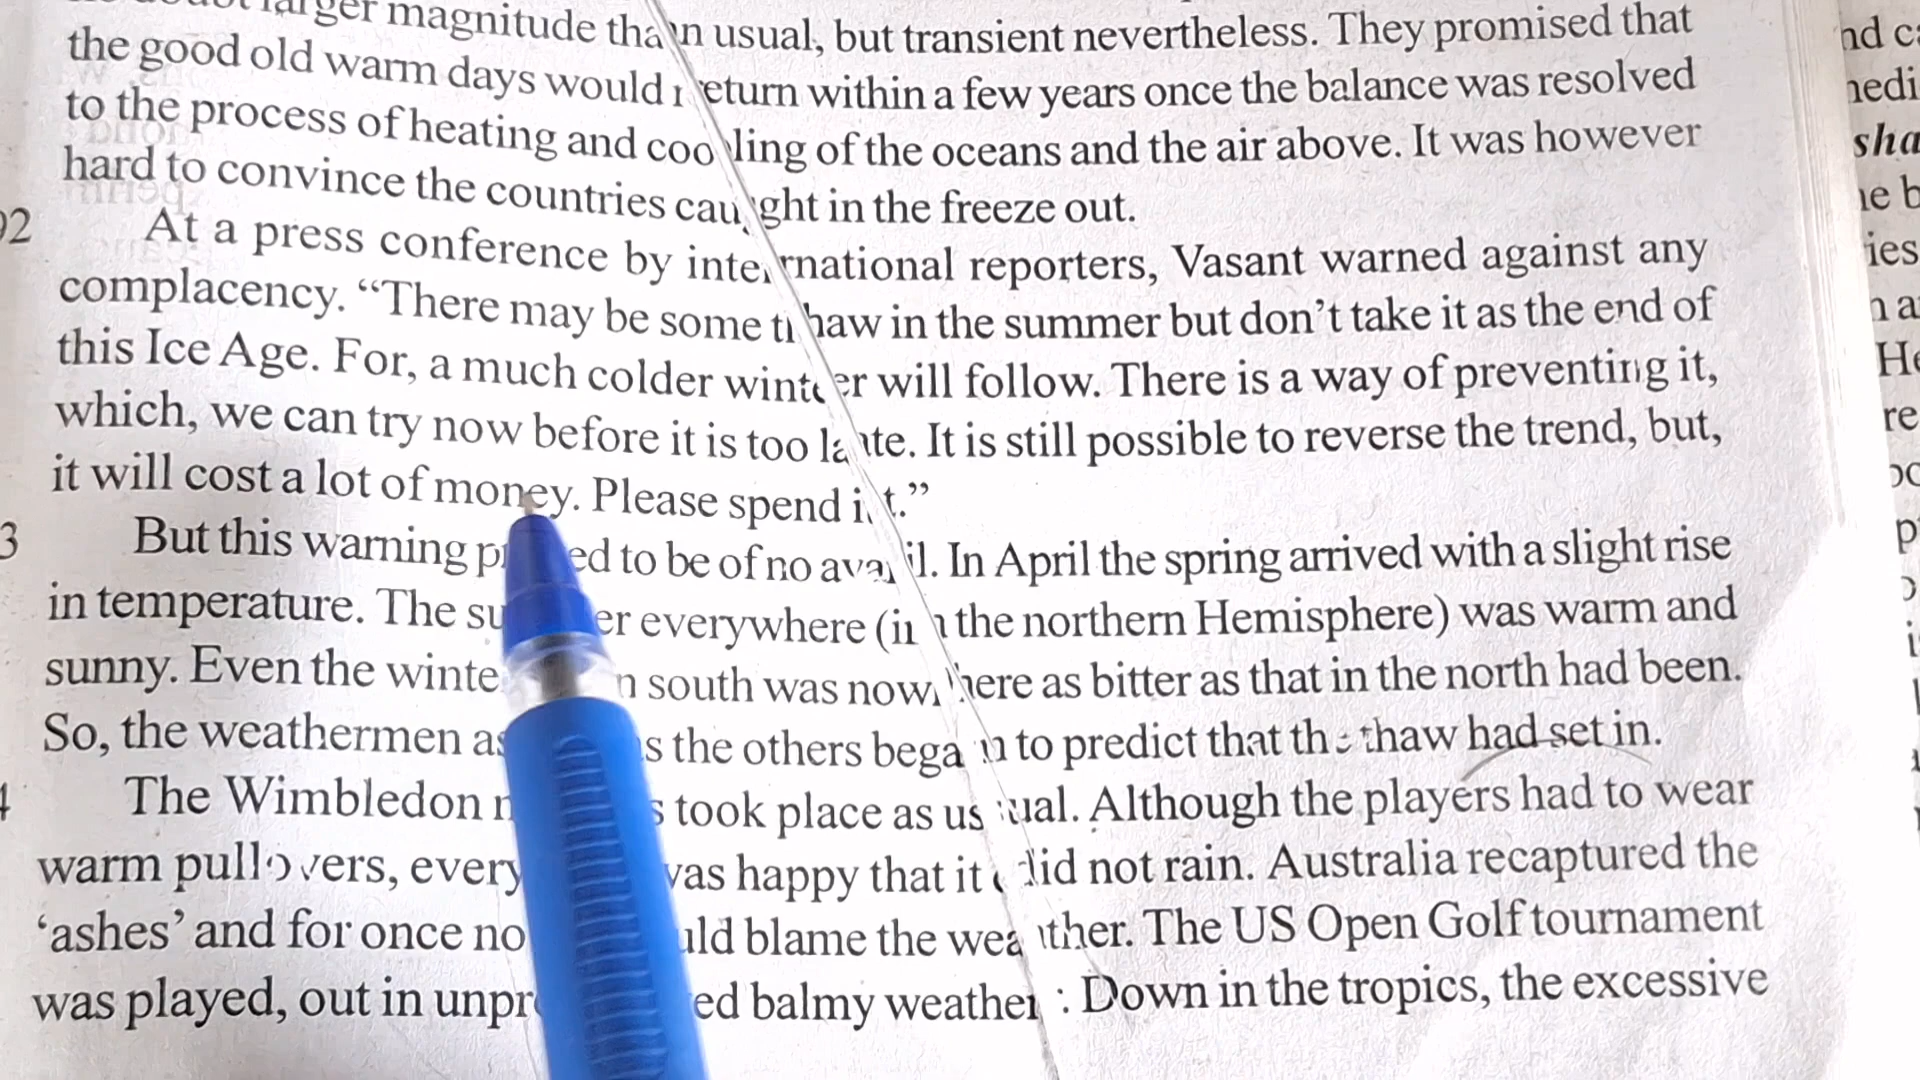 larger magnitude than usual, but transient nevertheless. They promised that
the good old warm days would return within a few years once the balance was resolved
to the process of heating and cooling of the oceans and the air above. It was however
hard to convince the countries caught in the freeze out.
At a press conference by international reporters, Vasant warned against any
complacency. “There may be some thaw in the summer but don’t take it as the end of
this Ice Age. For, a much colder winter will follow. There is a way of preventing it,
which, we can try now before it is too late. It is still possible to reverse the trend, but,
it will cost a lot of money. Please spend it.”
3 But this warning to be of no avail. In April the spring arrived with a slight rise
in temperature. The everywhere (in the northern Hemisphere) was warm and
sunny. Even the south was nowhere as bitter as that in the north had been.
So, the weathermen the others began to predict that the thaw had set in.
The Wimbledon took place as usual. Although the players had to wear
warm pullovers, happy that it did not rain. Australia recaptured the
‘ashes’ and for once blame the weather. The US Open Golf tournament
was played, out in balmy weather. Down in the tropics, the excessive